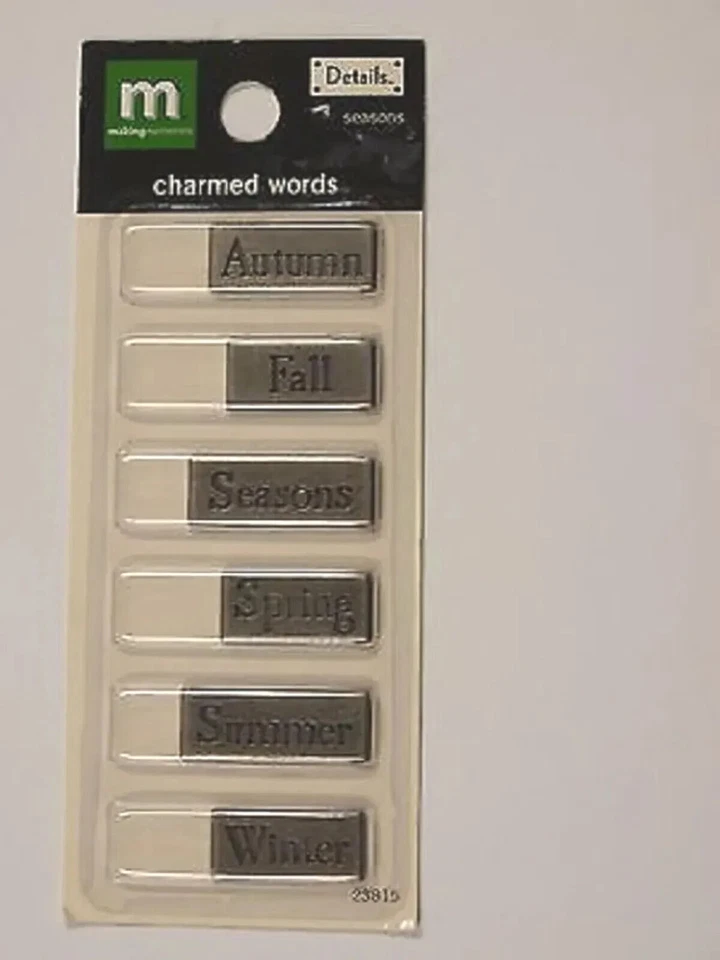 m
making memories
Details.
seasons
charmed words
Autumn
Fall
Seasons
Spring
Summer
Winter
23815